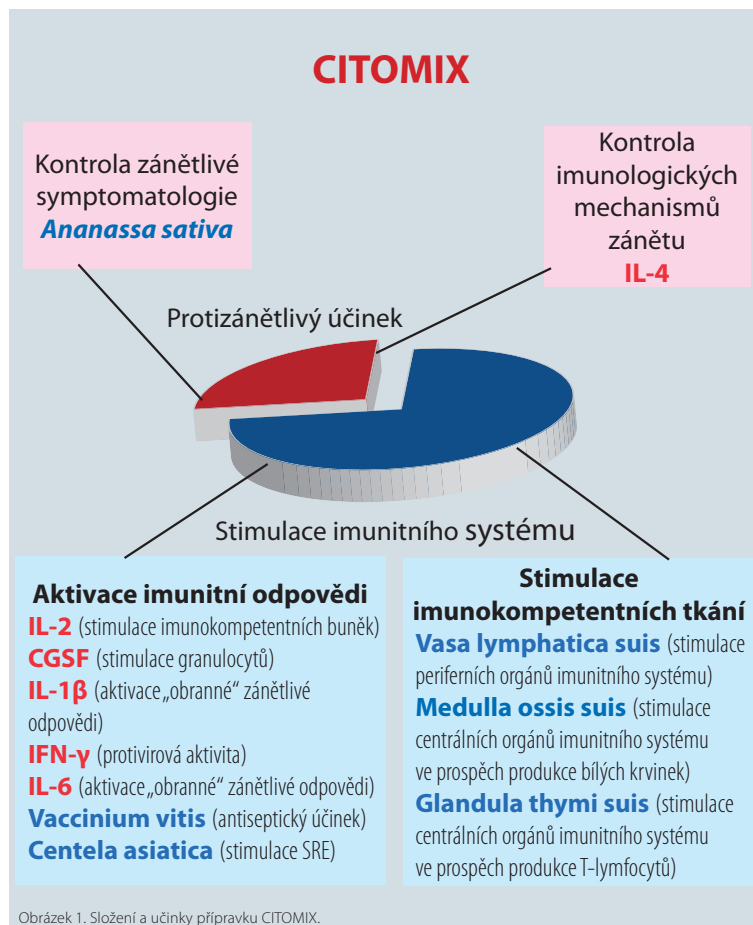 CITOMIX
Kontrola zánětlivé
symptomatologie
Ananassa sativa
Kontrola
imunologických
mechanismů
zánětu
IL-4
Protizánětlivý účinek
Stimulace imunitního systému
Aktivace imunitní odpovědi
IL-2 (stimulace imunokompetentních buněk)
CGSF (stimulace granulocytů)
IL-1β (aktivace „obranné“ zánětlivé
odpovědi)
IFN-γ (protivirová aktivita)
IL-6 (aktivace „obranné“ zánětlivé odpovědi)
Vaccinium vitis (antiseptický účinek)
Centela asiatica (stimulace SRE)
Stimulace
imunokompetentních tkání
Vasa lymphatica suis (stimulace
periferních orgánů imunitního systému)
Medulla ossis suis (stimulace
centrálních orgánů imunitního systému
ve prospěch produkce bílých krvinek)
Glandula thymi suis (stimulace
centrálních orgánů imunitního systému
ve prospěch produkce T-lymfocytů)
Obrázek 1. Složení a učinky přípravku CITOMIX.